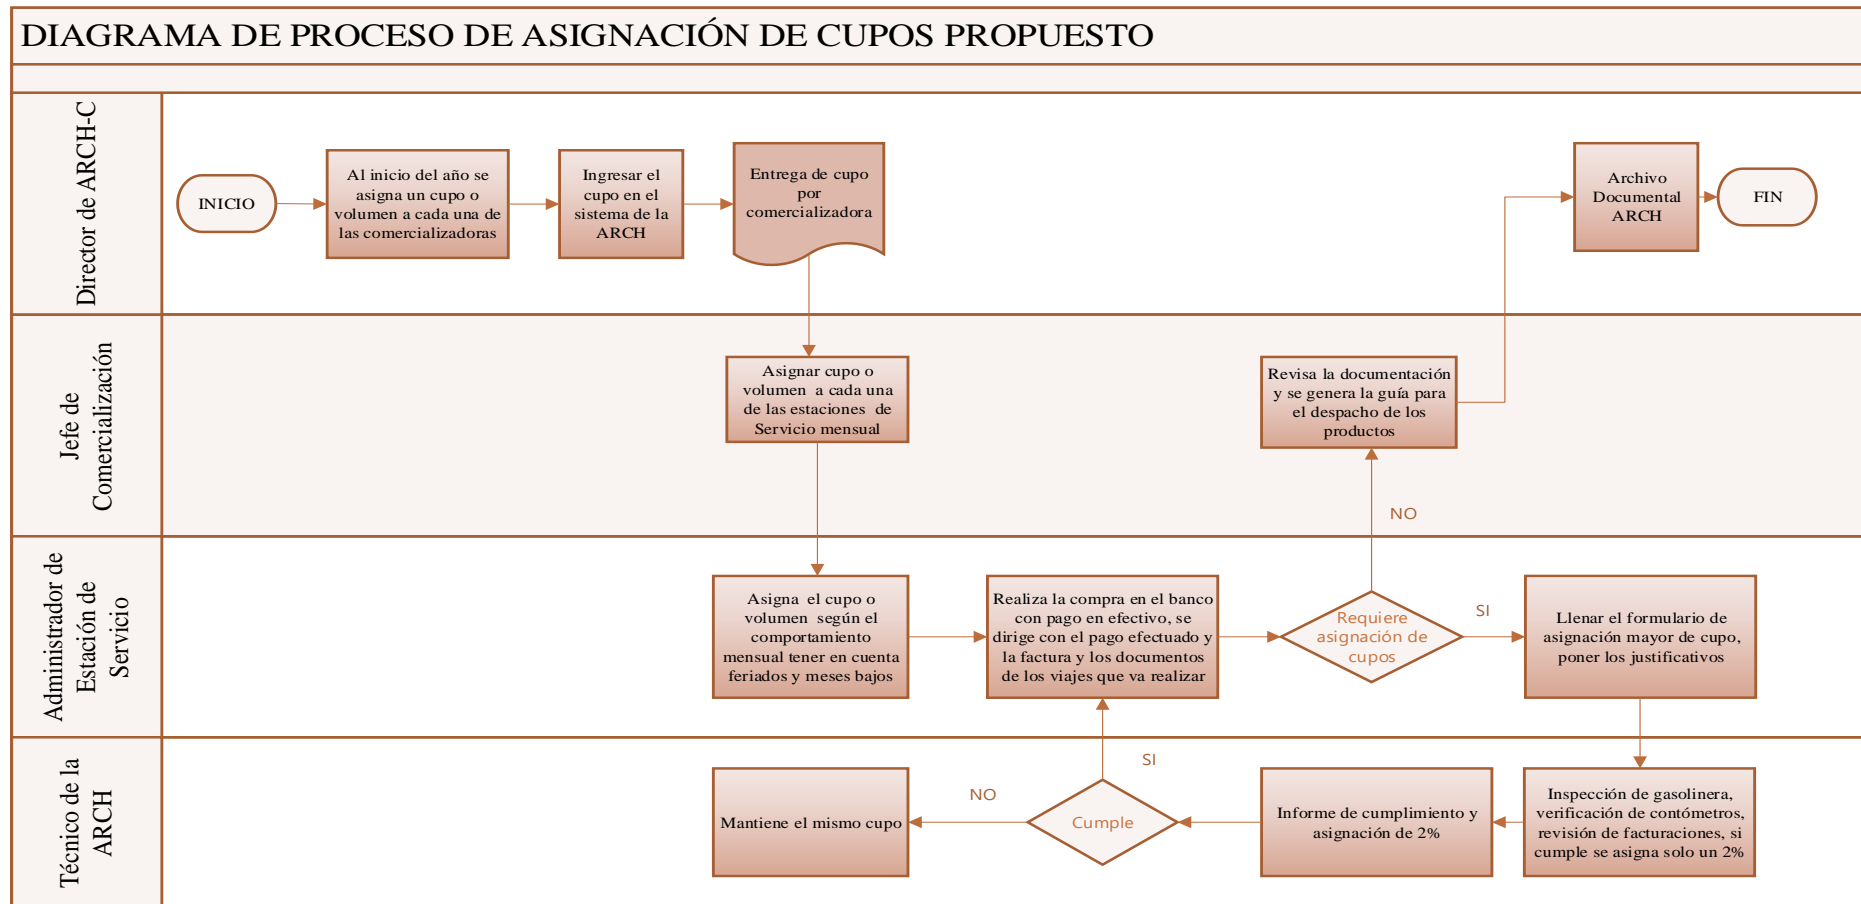 DIAGRAMA DE PROCESO DE ASIGNACIÓN DE CUPOS PROPUESTO
Director de ARCH-C
INICIO
Al inicio del año se
asigna un cupo o
volumen a cada una de
las comercializadoras
Ingresar el
cupo en el
sistema de la
ARCH
Entrega de cupo
por
comercializadora
Archivo
Documental
ARCH
FIN
Jefe de
Comercialización
Asignar cupo o
volumen a cada una
de las estaciones de
Servicio mensual
Revisa la documentación
y se genera la guía para
el despacho de los
productos
NO
Administrador de
Estación de
Servicio
Asigna el cupo o
volumen según el
comportamiento
mensual tener en cuenta
feriados y meses bajos
Realiza la compra en el banco
con pago en efectivo, se
dirige con el pago efectuado y
la factura y los documentos
de los viajes que va realizar
Requiere
asignación de
cupos
SI
Llenar el formulario de
asignación mayor de cupo,
poner los justificativos
Técnico de la
ARCH
Mantiene el mismo cupo
NO
Cumple
SI
Informe de cumplimiento y
asignación de 2%
Inspección de gasolinera,
verificación de contómetros,
revisión de facturaciones, si
cumple se asigna solo un 2%